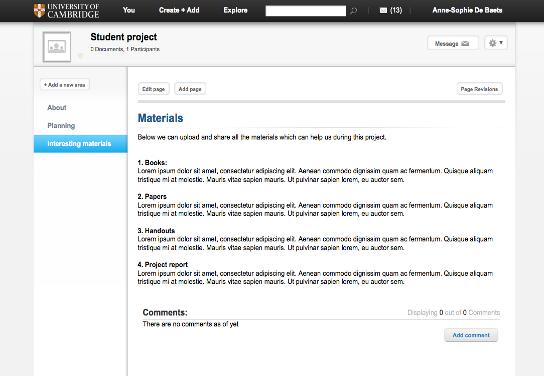 UNIVERSITY OF
CAMBRIDGE
You
Create + Add
Explore
(13)
Anne-Sophie De Baets
Student project
0 Documents, 1 Participants
Message
+ Add a new area
About
Planning
Interesting materials
Edit page
Add page
Page Revisions
Materials
Below we can upload and share all the materials which can help us during this project.
1. Books:
Lorem ipsum dolor sit amet, consectetur adipiscing elit. Aenean commodo dignissim quam ac fermentum. Quisque aliquam
tristique mi at molestie. Mauris vitae sapien mauris. Ut pulvinar sapien lorem, eu auctor sem.
2. Papers
Lorem ipsum dolor sit amet, consectetur adipiscing elit. Aenean commodo dignissim quam ac fermentum. Quisque aliquam
tristique mi at molestie. Mauris vitae sapien mauris. Ut pulvinar sapien lorem, eu auctor sem.
3. Handouts
Lorem ipsum dolor sit amet, consectetur adipiscing elit. Aenean commodo dignissim quam ac fermentum. Quisque aliquam
tristique mi at molestie. Mauris vitae sapien mauris. Ut pulvinar sapien lorem, eu auctor sem.
4. Project report
Lorem ipsum dolor sit amet, consectetur adipiscing elit. Aenean commodo dignissim quam ac fermentum. Quisque aliquam
tristique mi at molestie. Mauris vitae sapien mauris. Ut pulvinar sapien lorem, eu auctor sem.
Comments:
Displaying 0 out of 0 Comments
There are no comments as of yet
Add comment